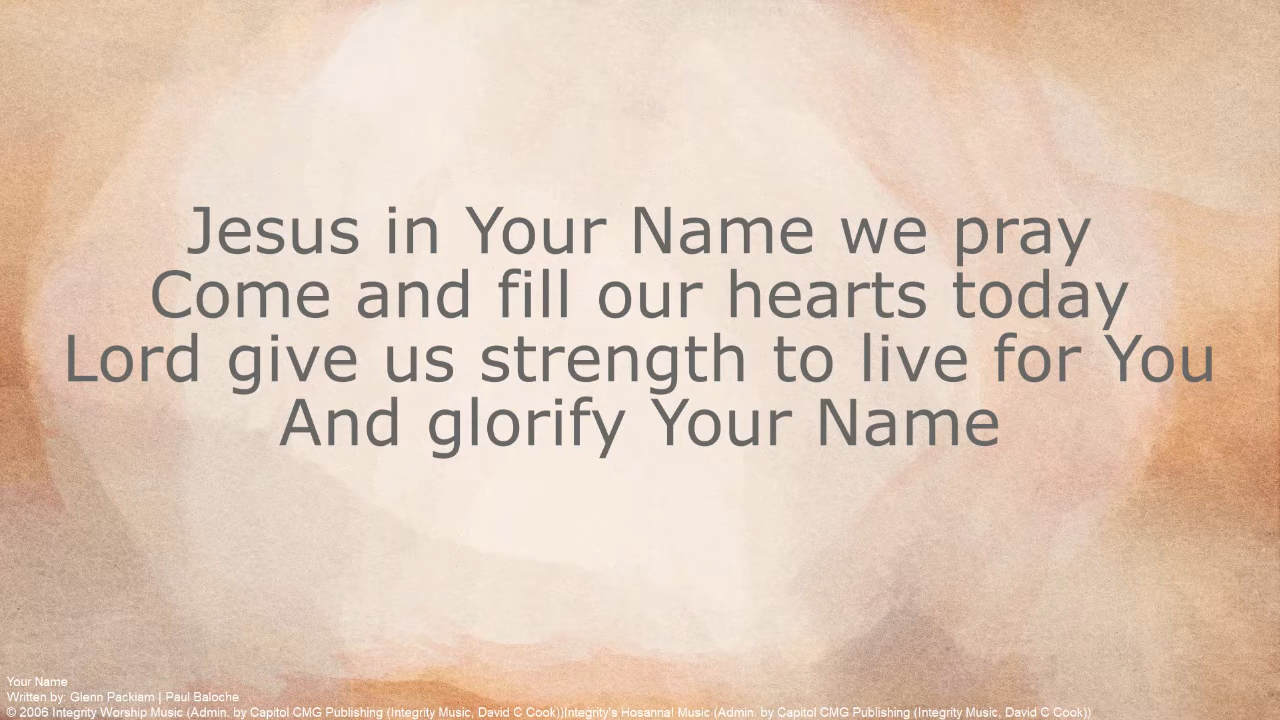 Jesus in Your Name we pray
Come and fill our hearts today
Lord give us strength to live for You
And glorify Your Name
Your Name
Written by: Glenn Packiam | Paul Baloche
© 2006 Integrity Worship Music (Admin. by Capitol CMG Publishing (Integrity Music, David C Cook))Integrity's Hosanna! Music (Admin. by Capitol CMG Publishing (Integrity Music, David C Cook))